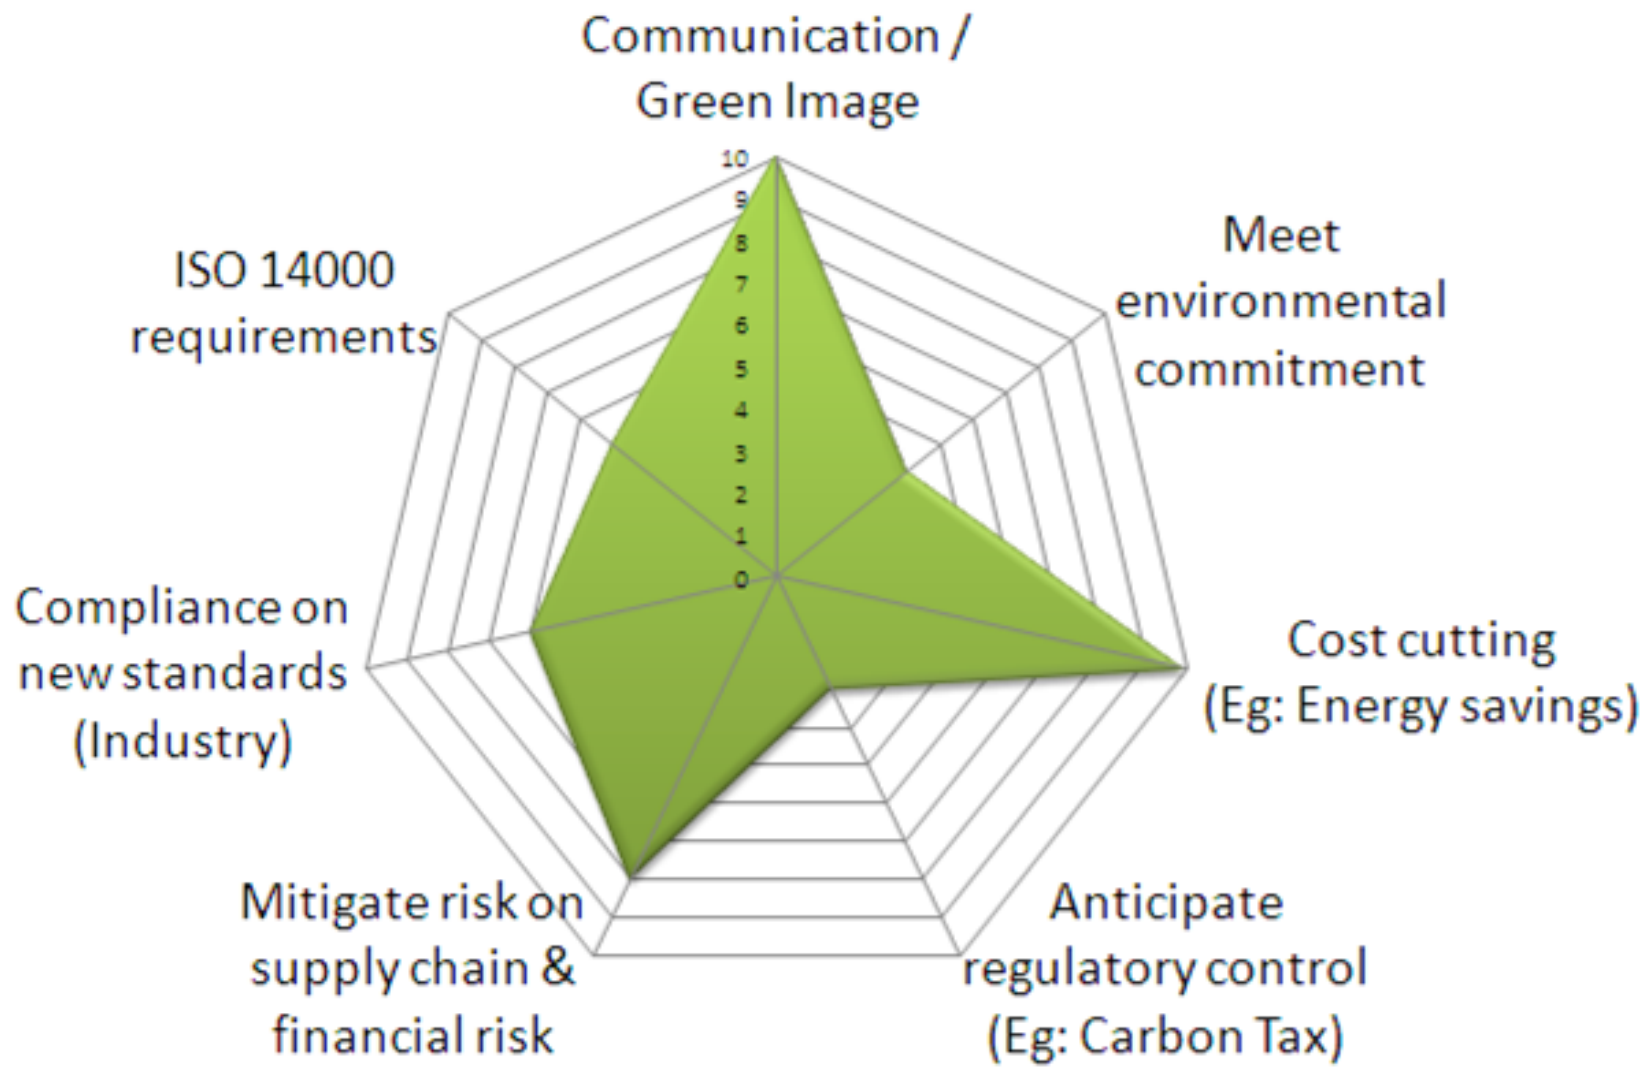 Communication /
Green Image
10
9
8
7
6
5
4
3
2
1
0
Meet
environmental
commitment
Cost cutting
(Eg: Energy savings)
Anticipate
regulatory control
(Eg: Carbon Tax)
Mitigate risk on
supply chain &
financial risk
Compliance on
new standards
(Industry)
ISO 14000
requirements